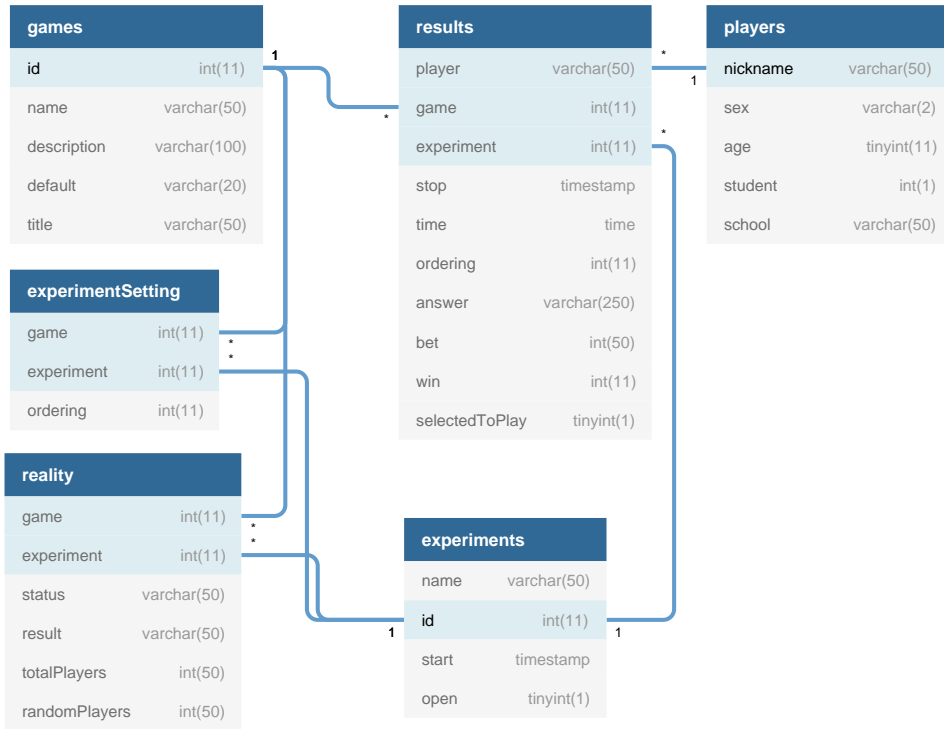 games
id int(11)
name varchar(50)
description varchar(100)
default varchar(20)
title varchar(50)
1
*
results
player varchar(50)
game int(11)
experiment int(11)
stop timestamp
time time
ordering int(11)
answer varchar(250)
bet int(50)
win int(11)
selectedToPlay tinyint(1)
*
1
*
players
nickname varchar(50)
sex varchar(2)
age tinyint(11)
student int(1)
school varchar(50)
experimentSetting
game int(11)
experiment int(11)
ordering int(11)
*
*
reality
game int(11)
experiment int(11)
status varchar(50)
result varchar(50)
totalPlayers int(50)
randomPlayers int(50)
*
*
experiments
name varchar(50)
id int(11)
start timestamp
open tinyint(1)
1
1